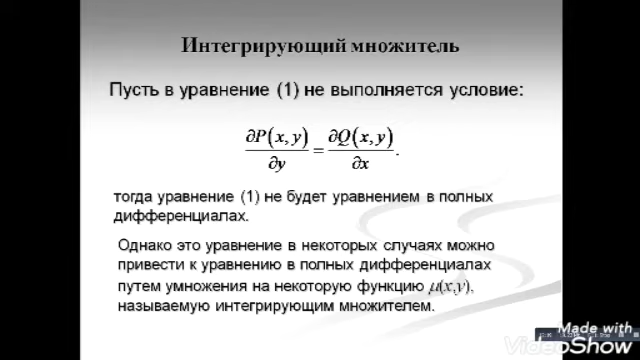 Интегрирующий множитель
Пусть в уравнение (1) не выполняется условие:
∂P(x, y)/∂y = ∂Q(x, y)/∂x.
тогда уравнение (1) не будет уравнением в полных
дифференциалах.
Однако это уравнение в некоторых случаях можно
привести к уравнению в полных дифференциалах
путем умножения на некоторую функцию μ(x,y),
называемую интегрирующим множителем.
Made with
VideoShow